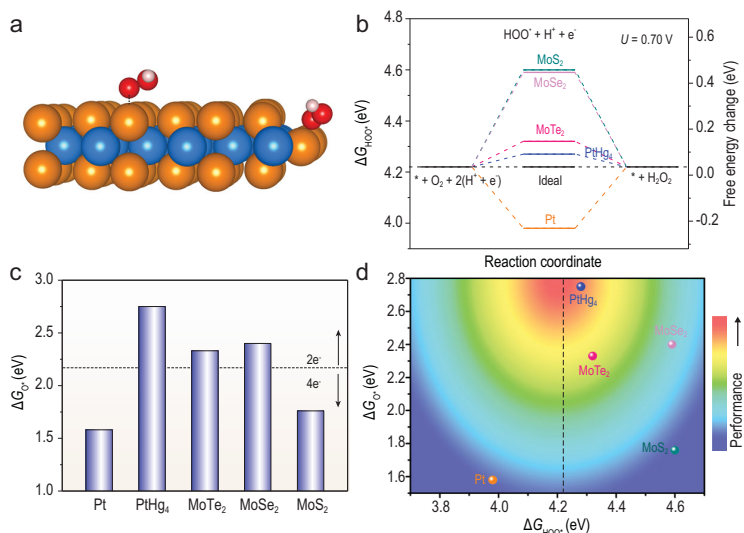 a
b
4.8
4.6
4.4
4.2
4.0
ΔG_HOO* (eV)
HOO* + H⁺ + e⁻
U = 0.70 V
MoS₂
MoSe₂
MoTe₂
PtHg₄
* + O₂ + 2(H⁺ + e⁻)
Ideal
* + H₂O₂
Pt
0.6
0.4
0.2
0.0
-0.2
Free energy change (eV)
Reaction coordinate
c
3.0
2.5
2.0
1.5
1.0
ΔG_O* (eV)
2e⁻
4e⁻
Pt
PtHg₄
MoTe₂
MoSe₂
MoS₂
d
2.8
2.6
2.4
2.2
2.0
1.8
1.6
ΔG_O* (eV)
PtHg₄
MoSe₂
MoTe₂
MoS₂
Pt
3.8
4.0
4.2
4.4
4.6
ΔG_HOO* (eV)
Performance